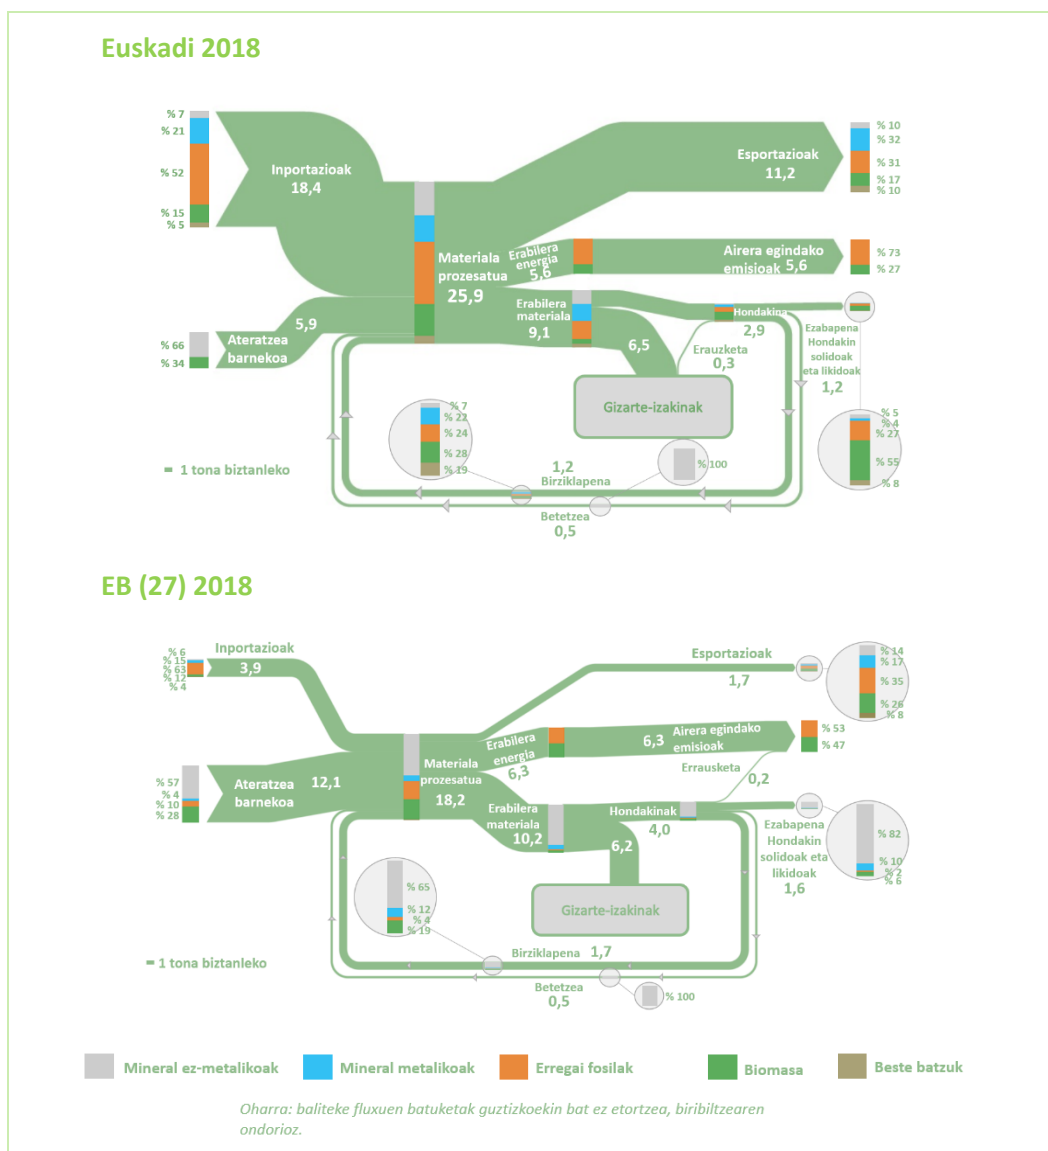 Euskadi 2018
% 7
% 21
% 52
% 15
% 5
Inportazioak
18,4
Esportazioak
11,2
% 10
% 32
% 31
% 17
% 10
Materiala
prozesatua
25,9
Erabilera
energia
5,6
Airera egindako
emisioak 5,6
% 73
% 27
5,9
Ateratzea
barnekoa
% 66
% 34
Erabilera
materiala
9,1
6,5
Hondakina
2,9
Erauzketa
0,3
Ezabapena
Hondakin
solidoak
eta likidoak
1,2
Gizarte-izakinak
% 7
% 22
% 24
% 28
% 19
% 100
% 5
% 4
% 27
% 55
% 8
1 tona biztanleko
1,2
Birziklapena
Betetzea
0,5
EB (27) 2018
% 6
% 15
% 63
% 12
% 4
Inportazioak
3,9
Esportazioak
1,7
% 14
% 17
% 35
% 26
% 8
Materiala
prozesatua
18,2
Erabilera
energia
6,3
6,3
Airera egindako
emisioak
% 53
% 47
Errausketa
0,2
% 57
% 4
% 10
% 28
Ateratzea
barnekoa
12,1
Erabilera
materiala
10,2
6,2
Hondakinak
4,0
Ezabapena
Hondakin
solidoak eta
likidoak
1,6
% 82
% 10
% 2
% 6
% 65
% 12
% 4
% 19
Gizarte-izakinak
1 tona biztanleko
Birziklapena 1,7
Betetzea
0,5
% 100
Mineral ez-metalikoak
Mineral metalikoak
Erregai fosilak
Biomasa
Beste batzuk
Oharra: baliteke fluxuen batuketak guztizkoekin bat ez etortzea, biribiltzearen
ondorioz.